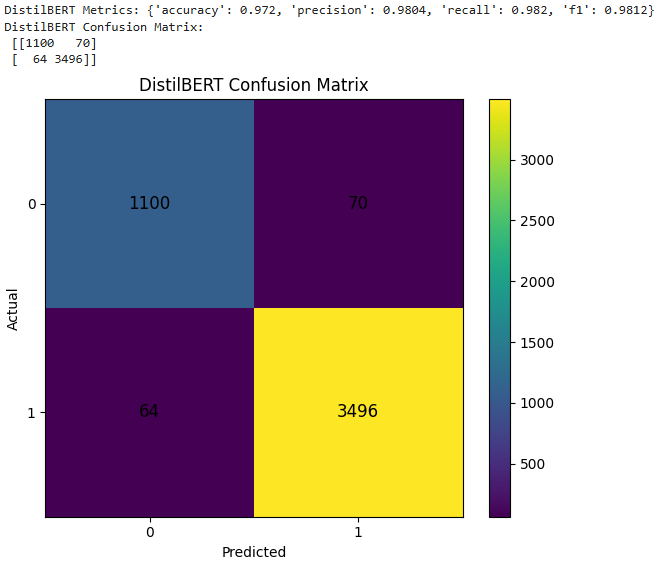 DistilBERT Metrics: {'accuracy': 0.972, 'precision': 0.9804, 'recall': 0.982, 'f1': 0.9812}
DistilBERT Confusion Matrix:
[[1100   70]
[  64 3496]]
DistilBERT Confusion Matrix
0
1100
70
1
64
3496
Actual
0
1
Predicted
3000
2500
2000
1500
1000
500